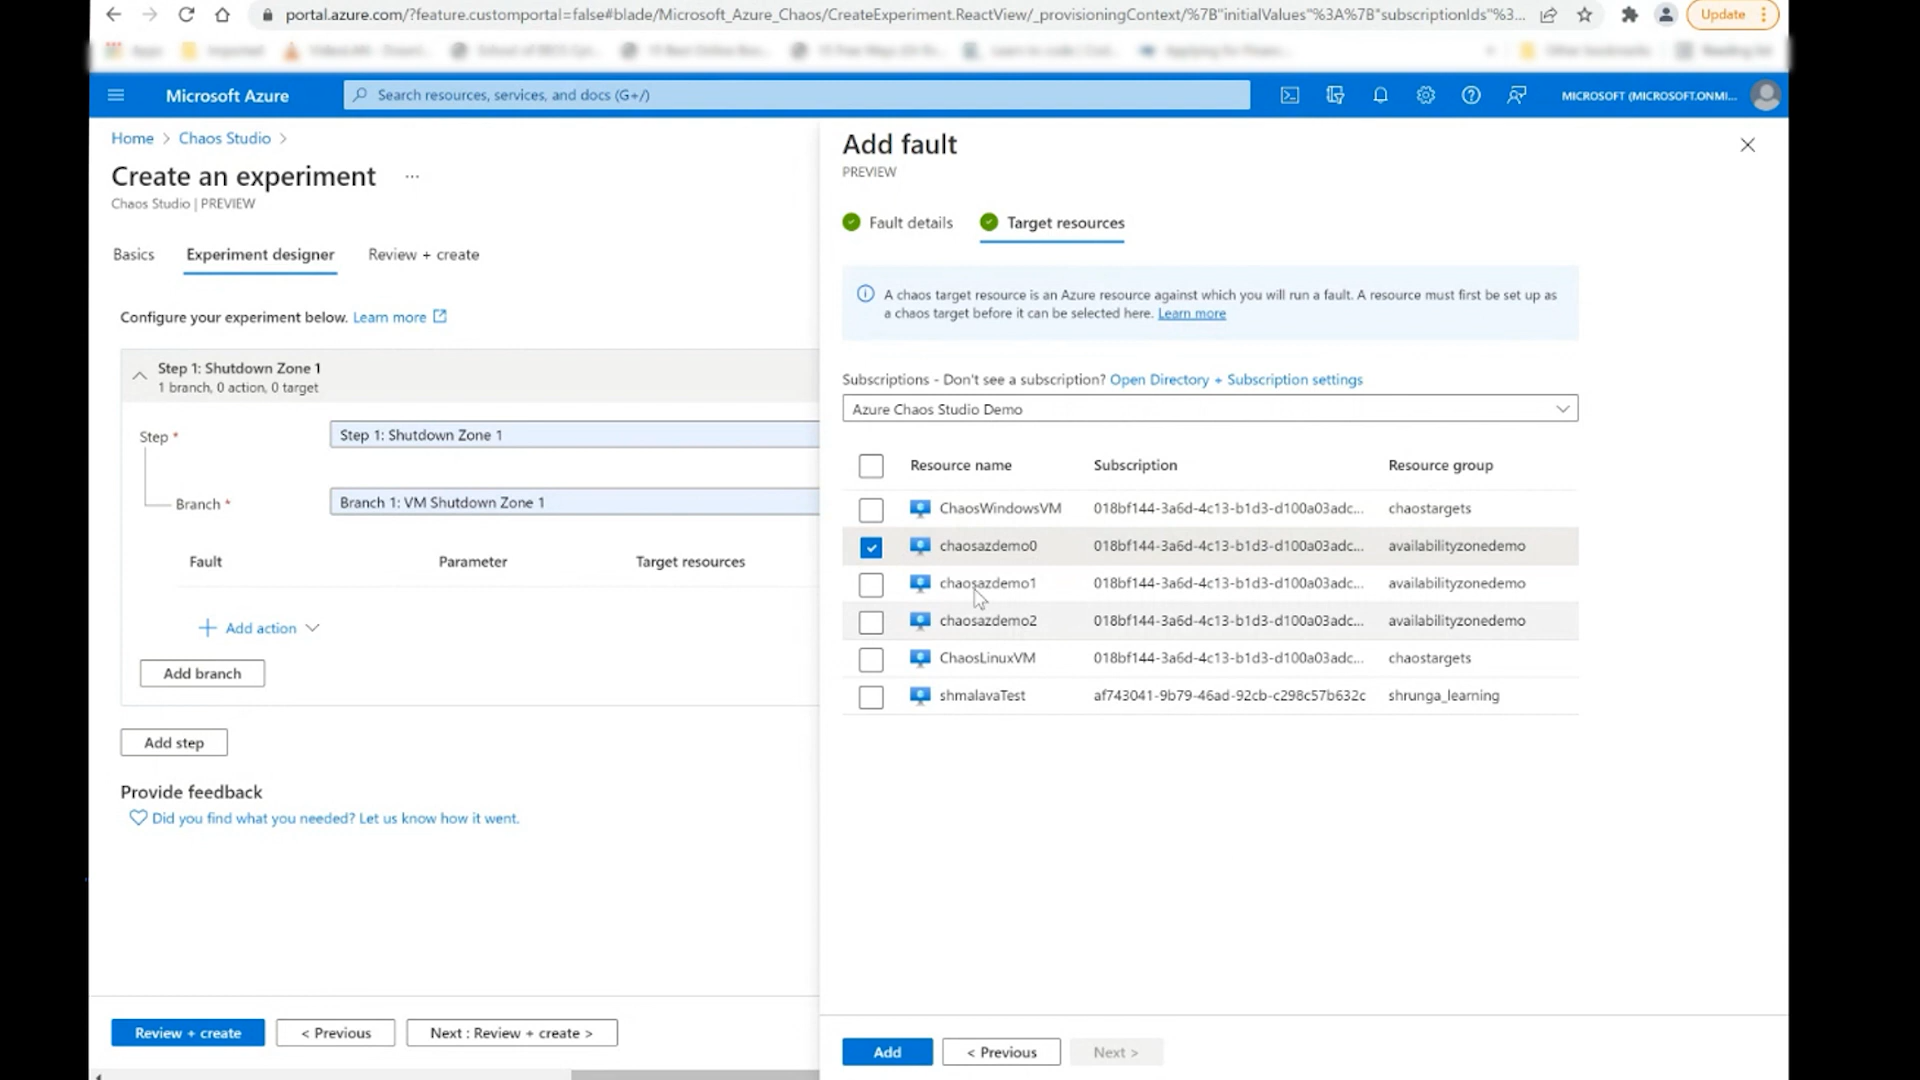 portal.azure.com/?feature.customportal=false#blade/Microsoft_Azure_Chaos/CreateExperiment.ReactView/_provisioningContext/%7B"initialValues"%3A%7B"subscriptionIds"%3...
Update
Microsoft Azure
Search resources, services, and docs (G+/)
MICROSOFT (MICROSOFT.ONMI...
Home > Chaos Studio >
Create an experiment ...
Chaos Studio | PREVIEW
Basics
Experiment designer
Review + create
Configure your experiment below. Learn more
Step 1: Shutdown Zone 1
1 branch, 0 action, 0 target
Step *
Step 1: Shutdown Zone 1
Branch *
Branch 1: VM Shutdown Zone 1
Fault Parameter Target resources
+ Add action
Add branch
Add step
Provide feedback
Did you find what you needed? Let us know how it went.
Review + create
< Previous
Next : Review + create >
Add fault
PREVIEW
Fault details
Target resources
A chaos target resource is an Azure resource against which you will run a fault. A resource must first be set up as
a chaos target before it can be selected here. Learn more
Subscriptions - Don't see a subscription? Open Directory + Subscription settings
Azure Chaos Studio Demo
Resource name Subscription Resource group
ChaosWindowsVM 018bf144-3a6d-4c13-b1d3-d100a03adc... chaostargets
chaosazdemo0 018bf144-3a6d-4c13-b1d3-d100a03adc... availabilityzonedemo
chaosazdemo1 018bf144-3a6d-4c13-b1d3-d100a03adc... availabilityzonedemo
chaosazdemo2 018bf144-3a6d-4c13-b1d3-d100a03adc... availabilityzonedemo
ChaosLinuxVM 018bf144-3a6d-4c13-b1d3-d100a03adc... chaostargets
shmalavaTest af743041-9b79-46ad-92cb-c298c57b632c shrunga_learning
Add
< Previous
Next >